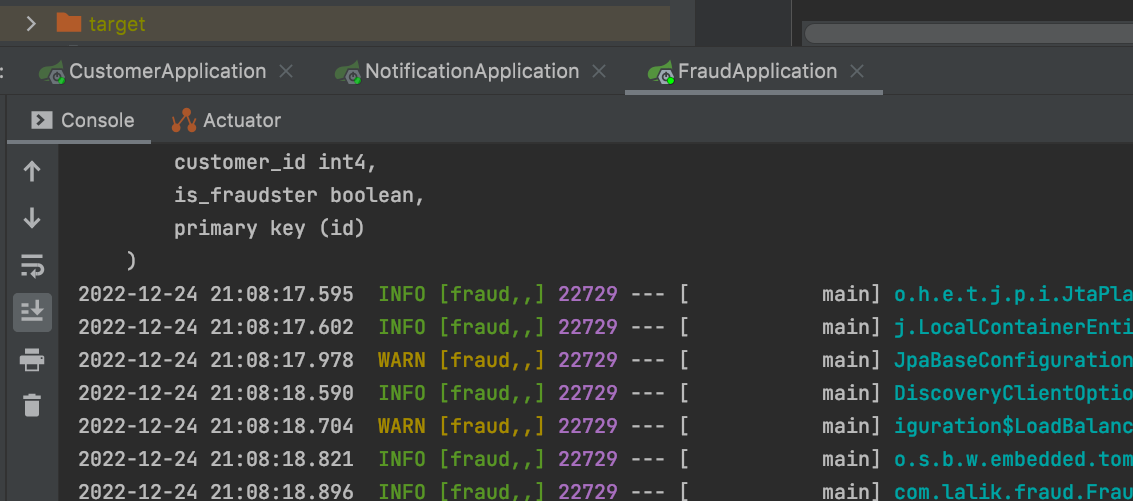 target
: CustomerApplication NotificationApplication FraudApplication
Console Actuator
customer_id int4,
is_fraudster boolean,
primary key (id)
)
2022-12-24 21:08:17.595 INFO [fraud,,] 22729 --- [ main] o.h.e.t.j.p.i.JtaPla
2022-12-24 21:08:17.602 INFO [fraud,,] 22729 --- [ main] j.LocalContainerEnti
2022-12-24 21:08:17.978 WARN [fraud,,] 22729 --- [ main] JpaBaseConfiguration
2022-12-24 21:08:18.590 INFO [fraud,,] 22729 --- [ main] DiscoveryClientOptio
2022-12-24 21:08:18.704 WARN [fraud,,] 22729 --- [ main] iguration$LoadBalanc
2022-12-24 21:08:18.821 INFO [fraud,,] 22729 --- [ main] o.s.b.w.embedded.tom
2022-12-24 21:08:18.896 INFO [fraud,,] 22729 --- [ main] com.lalik.fraud.Frau